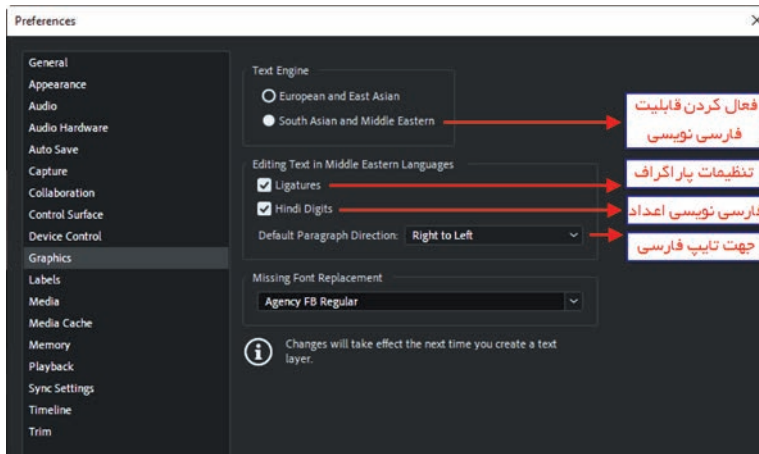 Preferences
General
Appearance
Audio
Audio Hardware
Auto Save
Capture
Collaboration
Control Surface
Device Control
Graphics
Labels
Media
Media Cache
Memory
Playback
Sync Settings
Timeline
Trim
Text Engine
European and East Asian
South Asian and Middle Eastern
فعال کردن قابلیت
فارسی نویسی
Editing Text in Middle Eastern Languages
Ligatures
تنظیمات پاراگراف
Hindi Digits
فارسی نویسی اعداد
Default Paragraph Direction: Right to Left
جهت تایپ فارسی
Missing Font Replacement
Agency FB Regular
Changes will take effect the next time you create a text
layer.